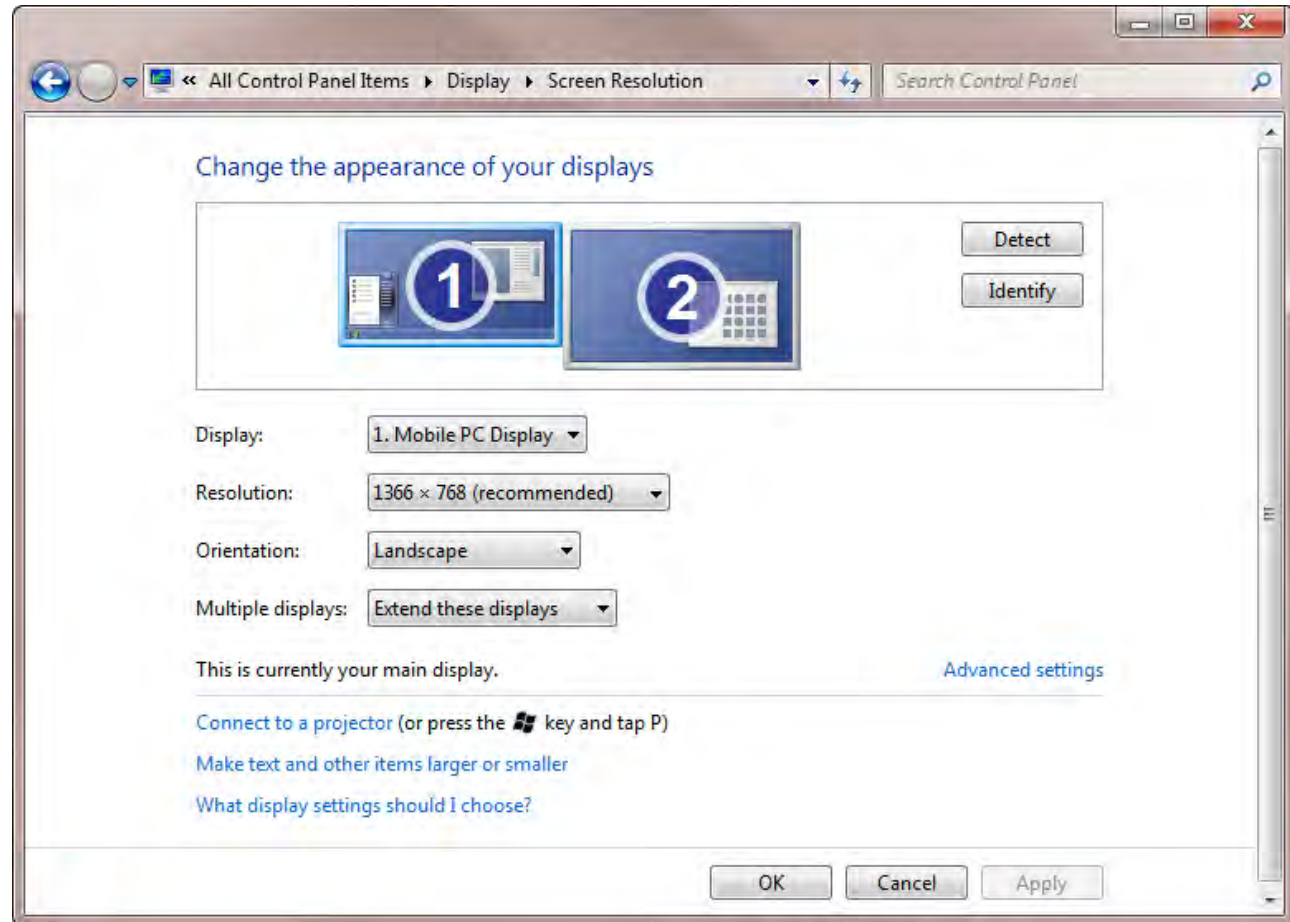 « All Control Panel Items ▸ Display ▸ Screen Resolution Search Control Panel
Change the appearance of your displays
1 2
Detect
Identify
Display: 1. Mobile PC Display
Resolution: 1366 × 768 (recommended)
Orientation: Landscape
Multiple displays: Extend these displays
This is currently your main display. Advanced settings
Connect to a projector (or press the key and tap P)
Make text and other items larger or smaller
What display settings should I choose?
OK Cancel Apply